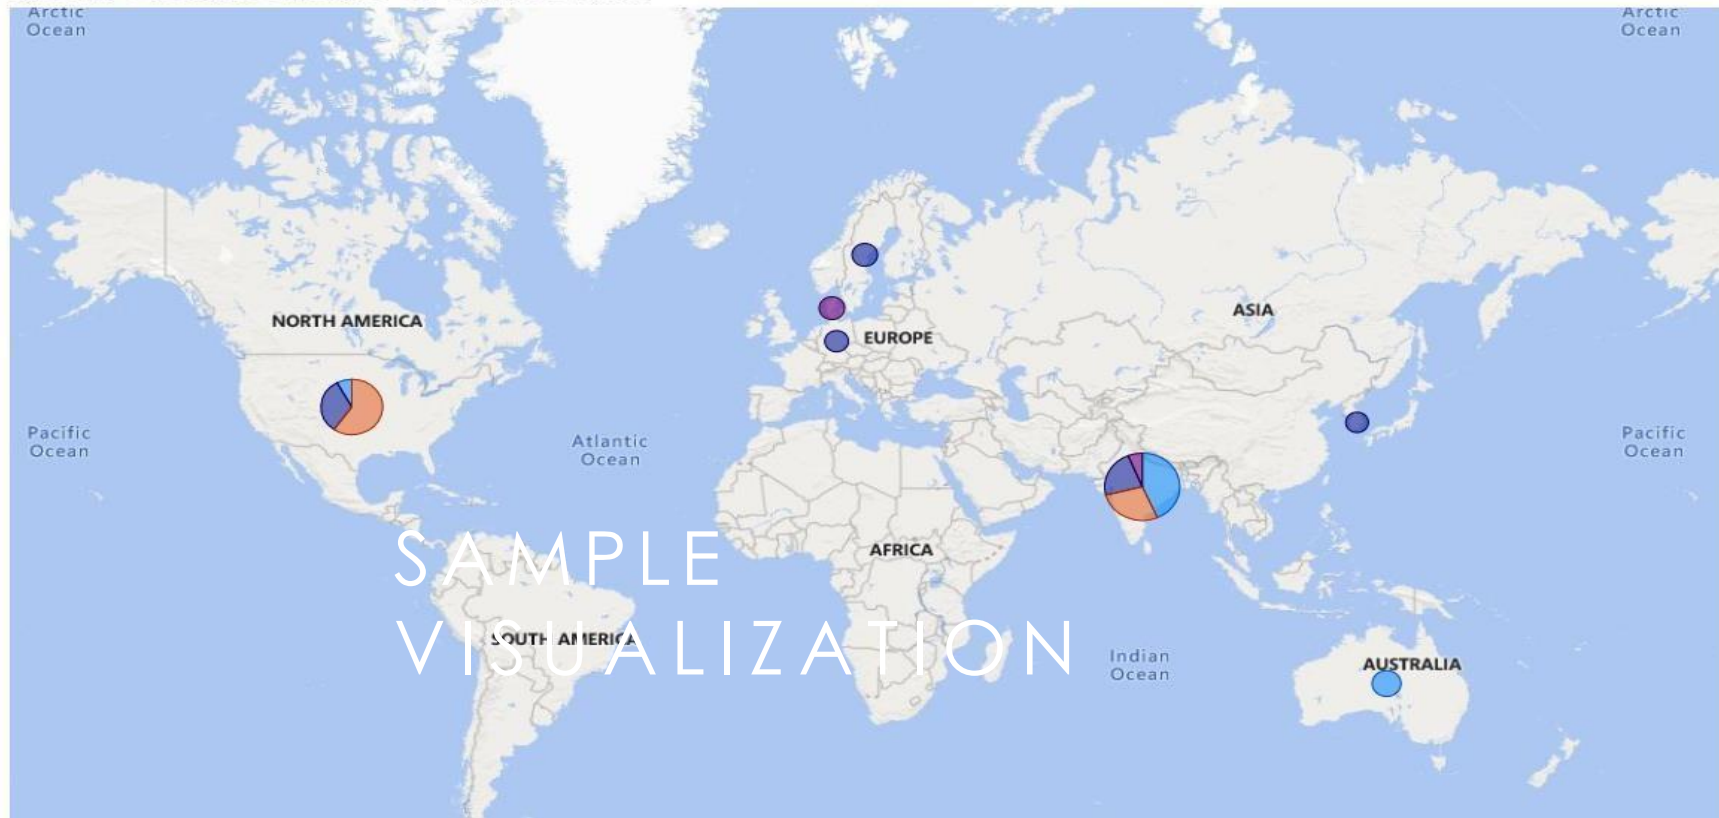 Arctic
Ocean
Arctic
Ocean
NORTH AMERICA
EUROPE
ASIA
Pacific
Ocean
Atlantic
Ocean
Pacific
Ocean
AFRICA
SAMPLE
VISUALIZATION
SOUTH AMERICA
Indian
Ocean
AUSTRALIA